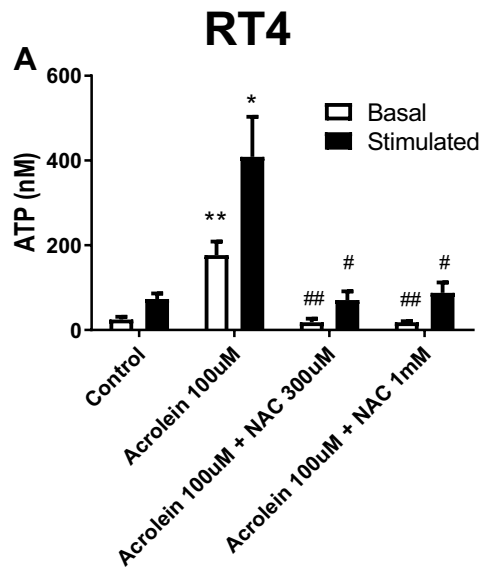 RT4
A
600
400
200
0
ATP (nM)
Basal
Stimulated
*
**
##
#
##
#
Control
Acrolein 100uM
Acrolein 100uM + NAC 300uM
Acrolein 100uM + NAC 1mM